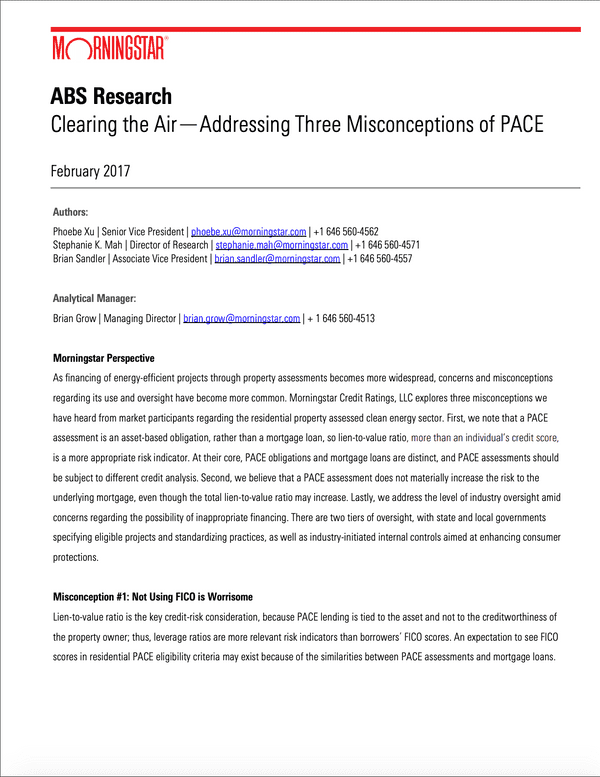 MORNINGSTAR®
ABS Research
Clearing the Air—Addressing Three Misconceptions of PACE
February 2017
Authors:
Phoebe Xu | Senior Vice President | phoebe.xu@morningstar.com | +1 646 560-4562
Stephanie K. Mah | Director of Research | stephanie.mah@morningstar.com | +1 646 560-4571
Brian Sandler | Associate Vice President | brian.sandler@morningstar.com | +1 646 560-4557
Analytical Manager:
Brian Grow | Managing Director | brian.grow@morningstar.com | + 1 646 560-4513
Morningstar Perspective
As financing of energy-efficient projects through property assessments becomes more widespread, concerns and misconceptions
regarding its use and oversight have become more common. Morningstar Credit Ratings, LLC explores three misconceptions we
have heard from market participants regarding the residential property assessed clean energy sector. First, we note that a PACE
assessment is an asset-based obligation, rather than a mortgage loan, so lien-to-value ratio, more than an individual's credit score,
is a more appropriate risk indicator. At their core, PACE obligations and mortgage loans are distinct, and PACE assessments should
be subject to different credit analysis. Second, we believe that a PACE assessment does not materially increase the risk to the
underlying mortgage, even though the total lien-to-value ratio may increase. Lastly, we address the level of industry oversight amid
concerns regarding the possibility of inappropriate financing. There are two tiers of oversight, with state and local governments
specifying eligible projects and standardizing practices, as well as industry-initiated internal controls aimed at enhancing consumer
protections.
Misconception #1: Not Using FICO is Worrisome
Lien-to-value ratio is the key credit-risk consideration, because PACE lending is tied to the asset and not to the creditworthiness of
the property owner; thus, leverage ratios are more relevant risk indicators than borrowers' FICO scores. An expectation to see FICO
scores in residential PACE eligibility criteria may exist because of the similarities between PACE assessments and mortgage loans.